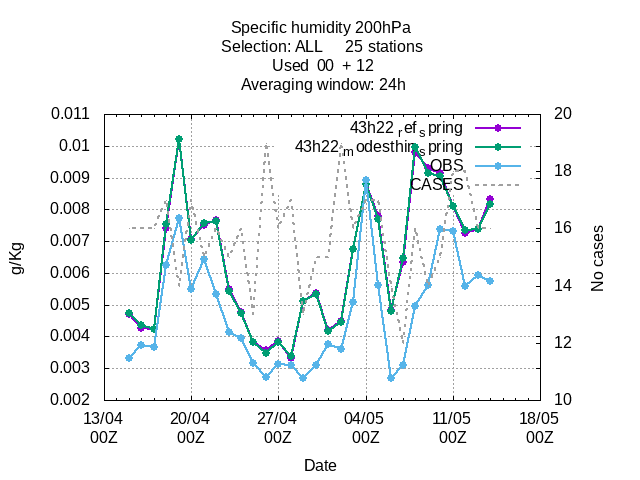 Specific humidity 200hPa
Selection: ALL 25 stations
Used 00 + 12
Averaging window: 24h
43h22_ref_spring
43h22_modesthin_spring
OBS
CASES
0.011
0.01
0.009
0.008
0.007
0.006
0.005
0.004
0.003
0.002
20
18
16
14
12
10
g/Kg
No cases
13/04 20/04 27/04 04/05 11/05 18/05
00Z 00Z 00Z 00Z 00Z 00Z
Date